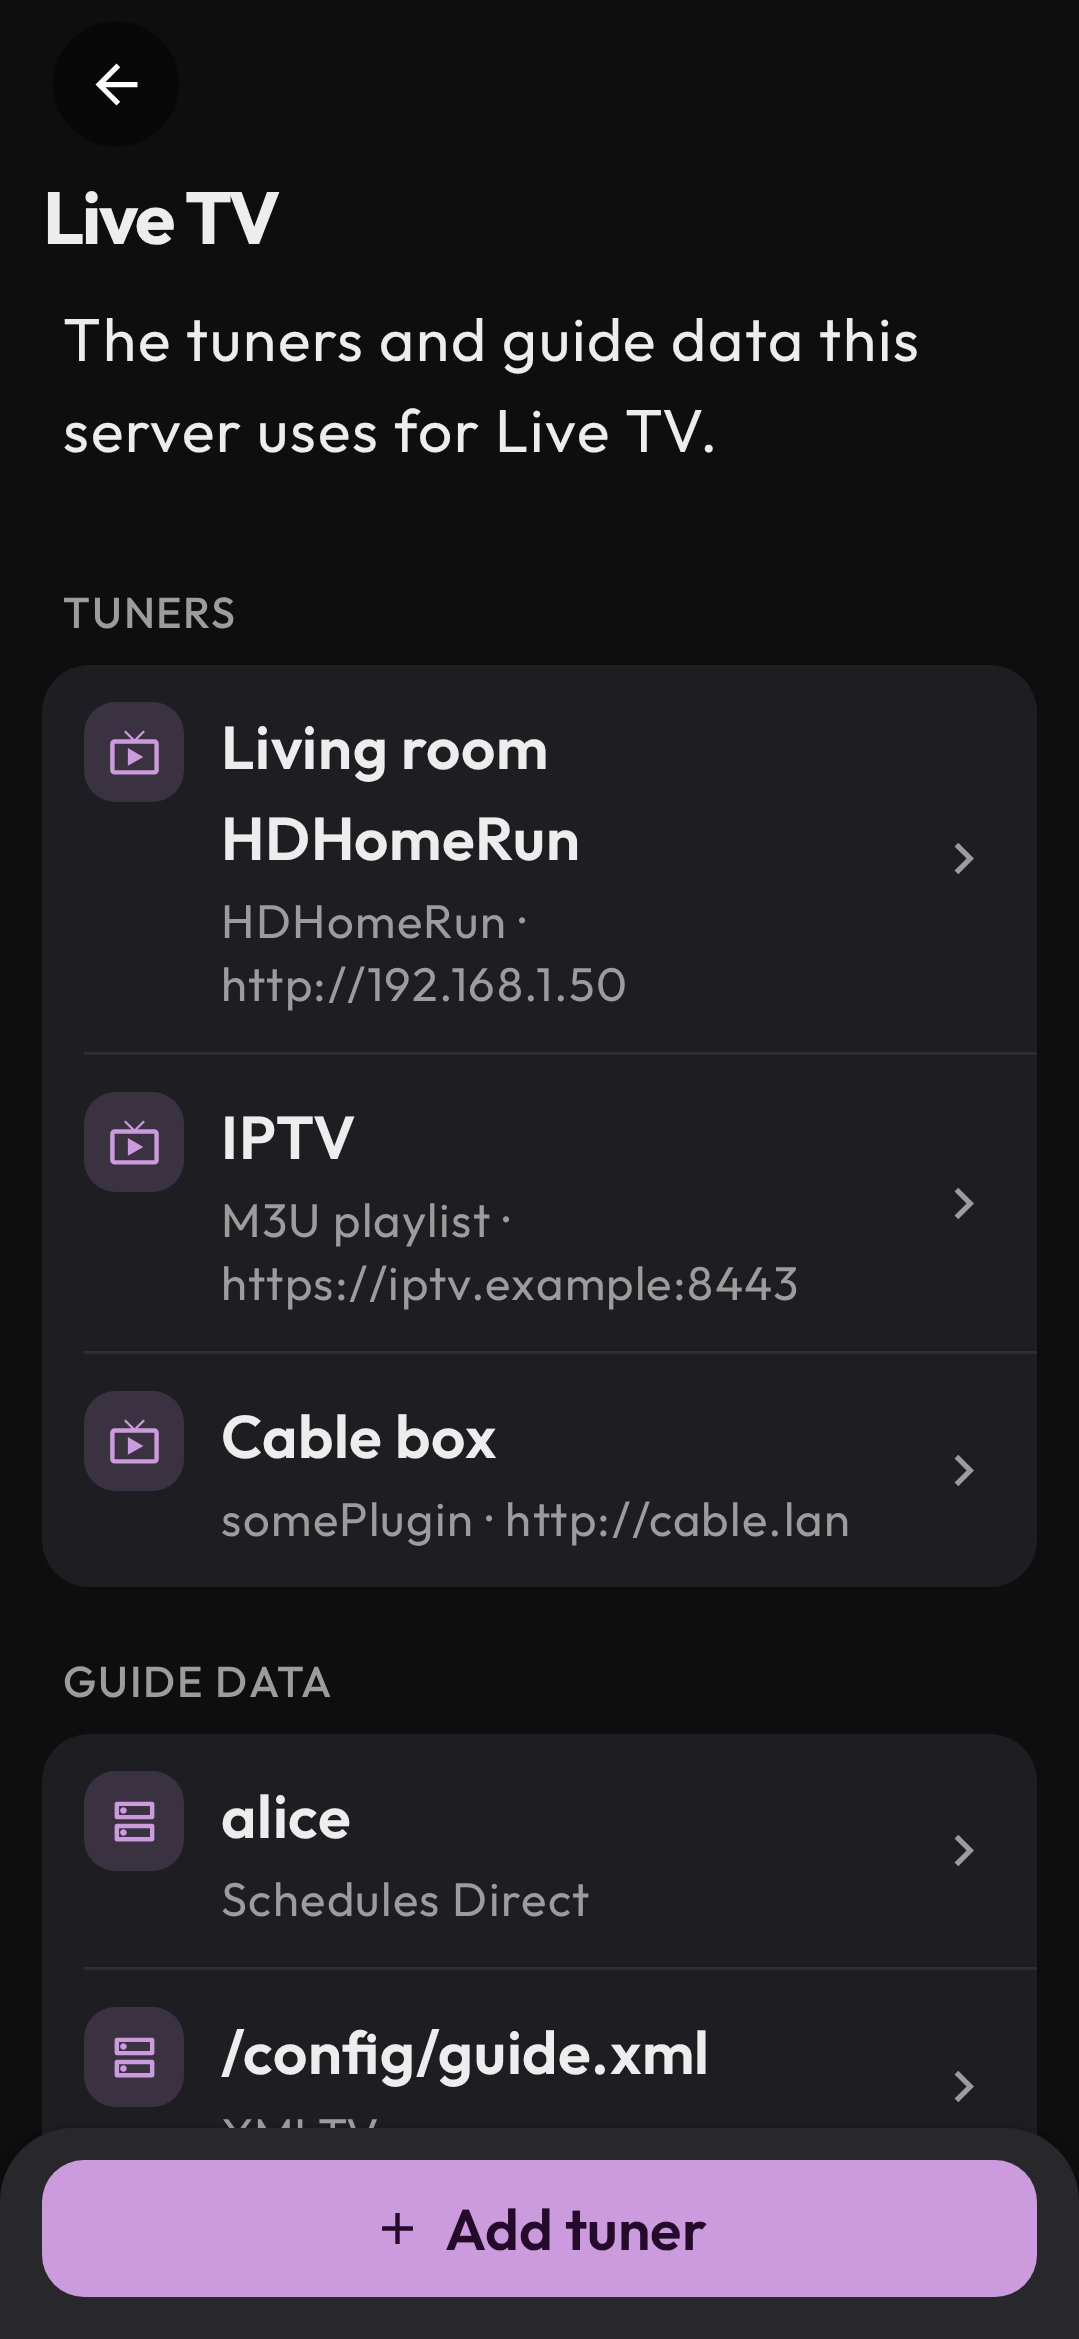 Live TV
The tuners and guide data this
server uses for Live TV.
TUNERS
Living room
HDHomeRun
HDHomeRun ·
http://192.168.1.50
IPTV
M3U playlist ·
https://iptv.example:8443
Cable box
somePlugin · http://cable.lan
GUIDE DATA
alice
Schedules Direct
/config/guide.xml
XMLTV
+ Add tuner